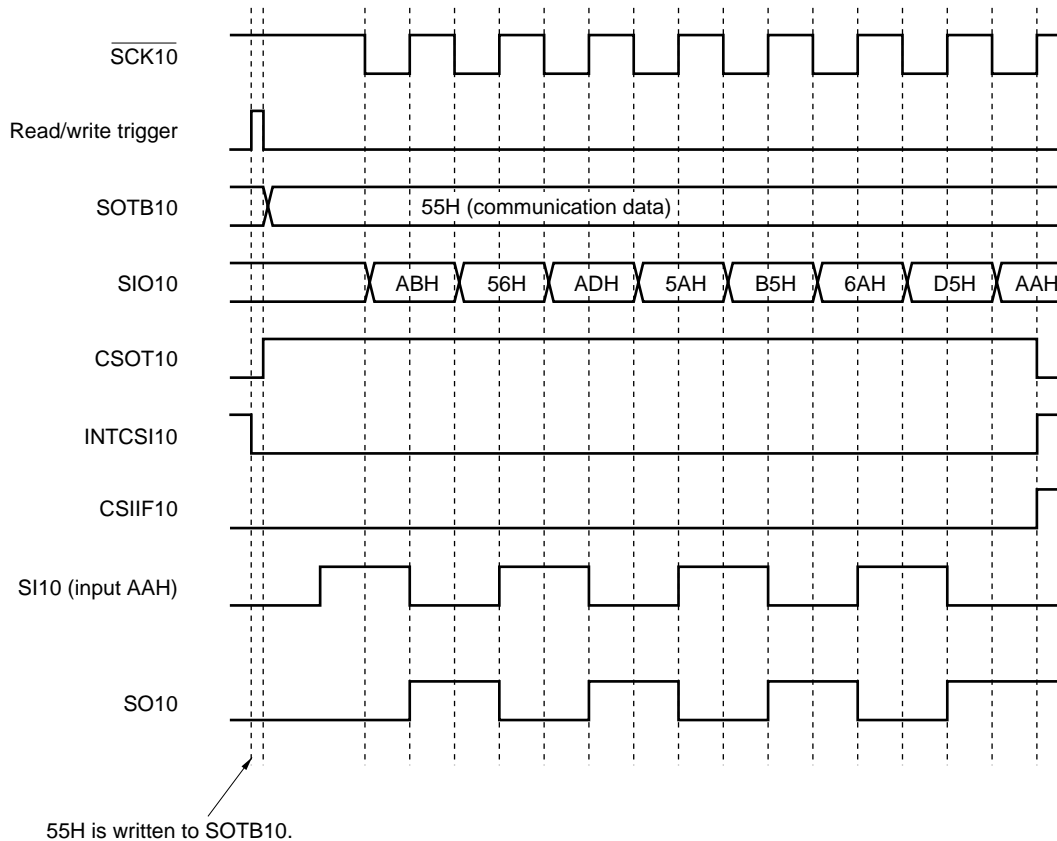 SCK10
Read/write trigger
SOTB10
55H (communication data)
SIO10
ABH 56H ADH 5AH B5H 6AH D5H AAH
CSOT10
INTCSI10
CSIIF10
SI10 (input AAH)
SO10
55H is written to SOTB10.